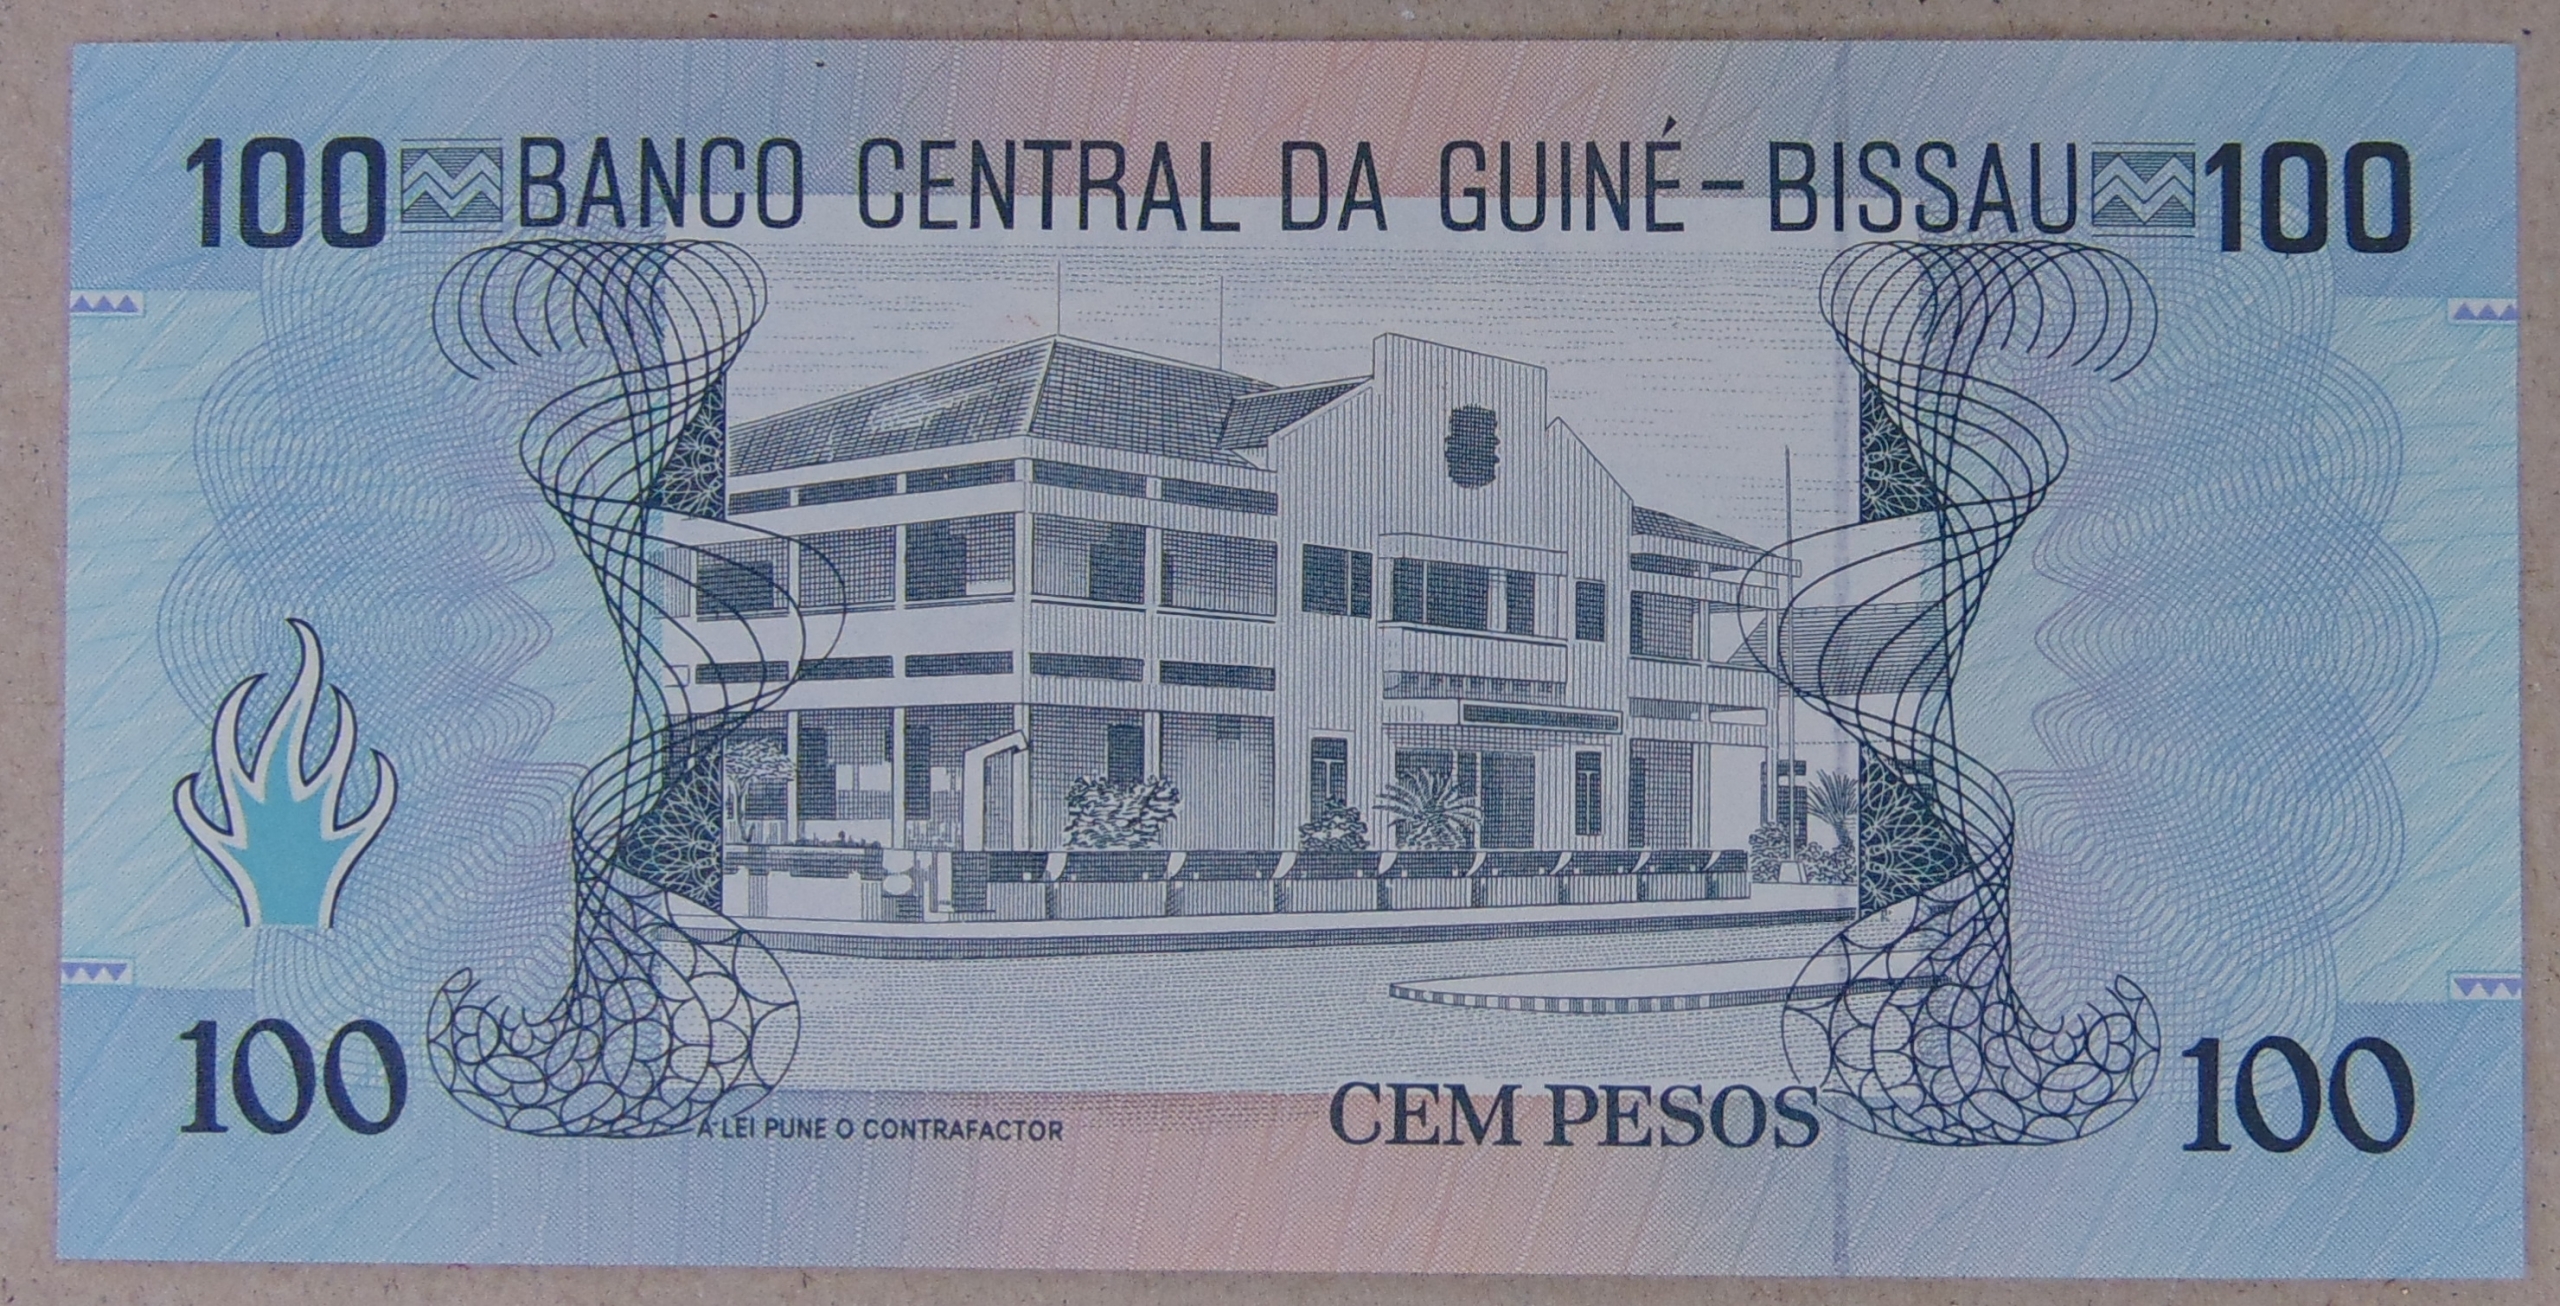 100 BANCO CENTRAL DA GUINÉ-BISSAU 100
100 A LEI PUNE O CONTRAFACTOR CEM PESOS 100